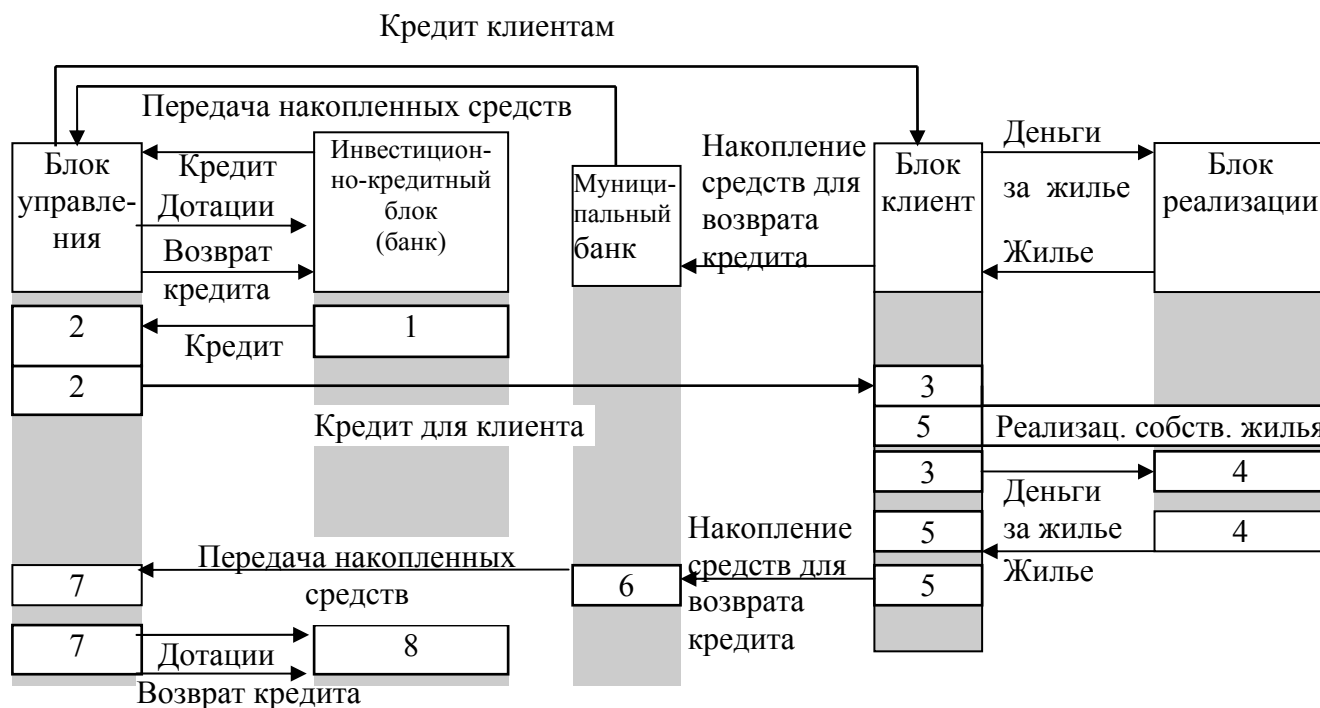 Кредит клиентам
Передача накопленных средств
Блок
управле-
ния
Кредит
Дотации
Возврат
кредита
Инвестицион-
но-кредитный
блок
(банк)
Муници-
пальный
банк
Накопление
средств для
возврата
кредита
Блок
клиент
Деньги
за жилье
Жилье
Блок
реализации
2
Кредит
1
2
3
Кредит для клиента
5
Реализац. собств. жилья
3
4
Деньги
за жилье
5
4
Жилье
Передача накопленных
средств
7
6
Накопление
средств для
возврата
кредита
5
7
Дотации
8
Возврат кредита